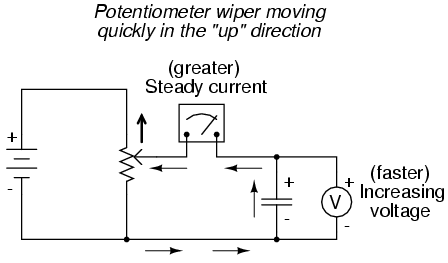 Potentiometer wiper moving
quickly in the "up" direction
(greater)
Steady current
+
-
+
-
+
V
-
(faster)
Increasing
voltage